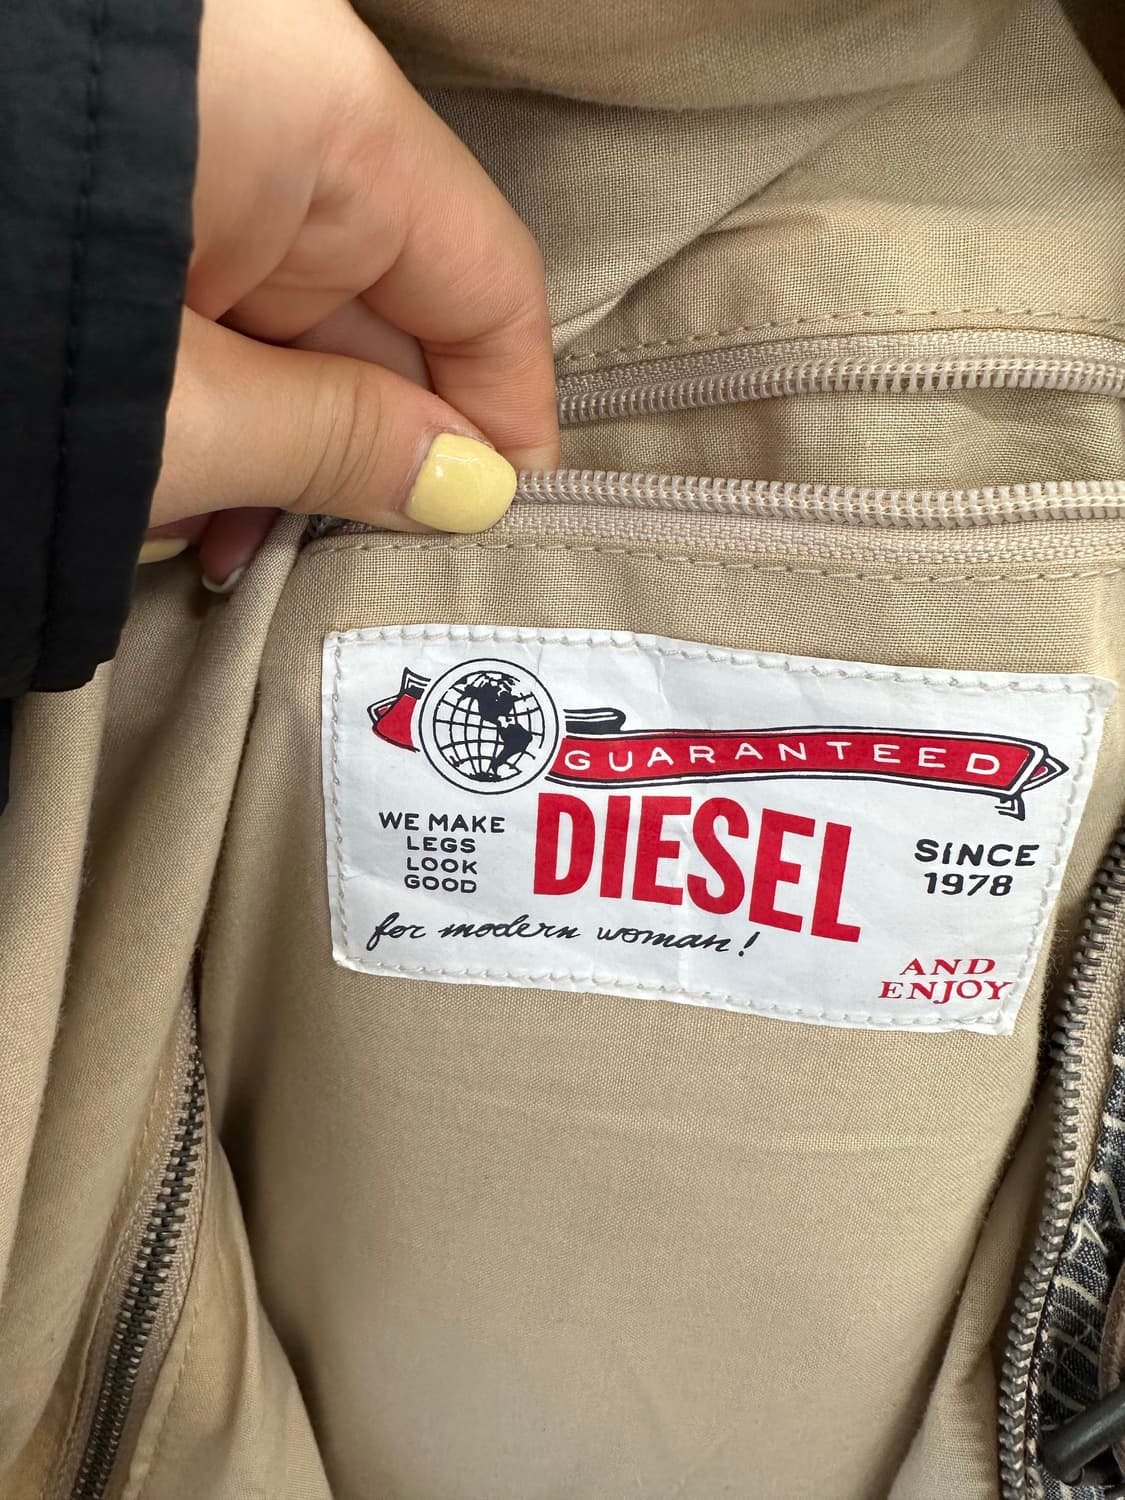 GUARANTEED
DIESEL
WE MAKE
LEGS
LOOK
GOOD
SINCE
1978
for modern woman!
AND
ENJOY